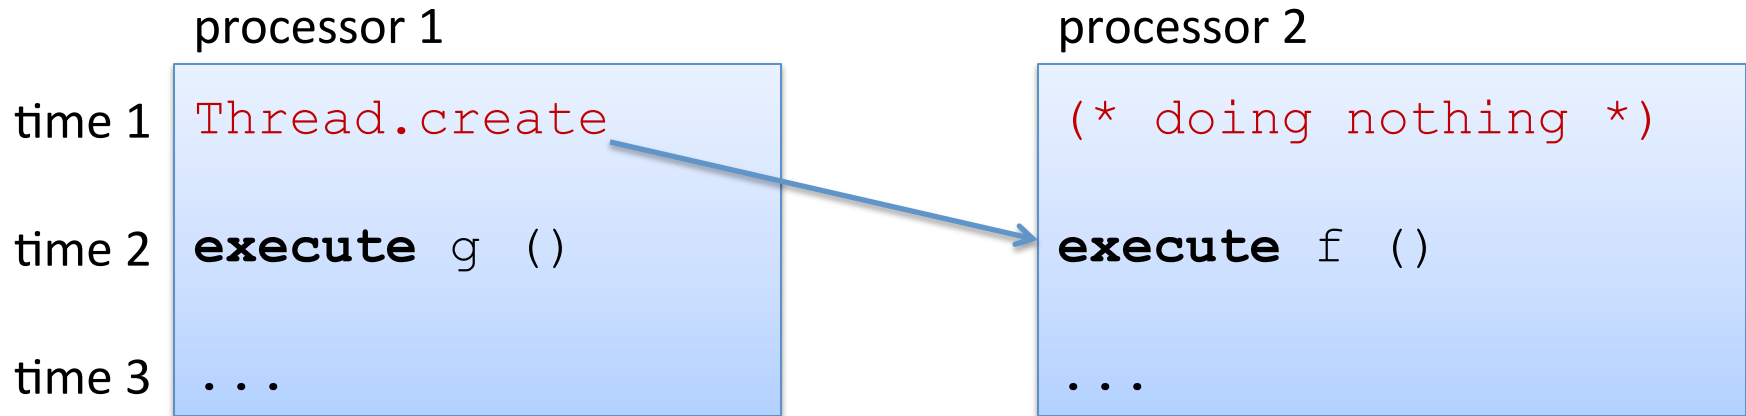 processor 1 processor 2
time 1 Thread.create (* doing nothing *)
time 2 execute g () execute f ()
time 3 ... ...